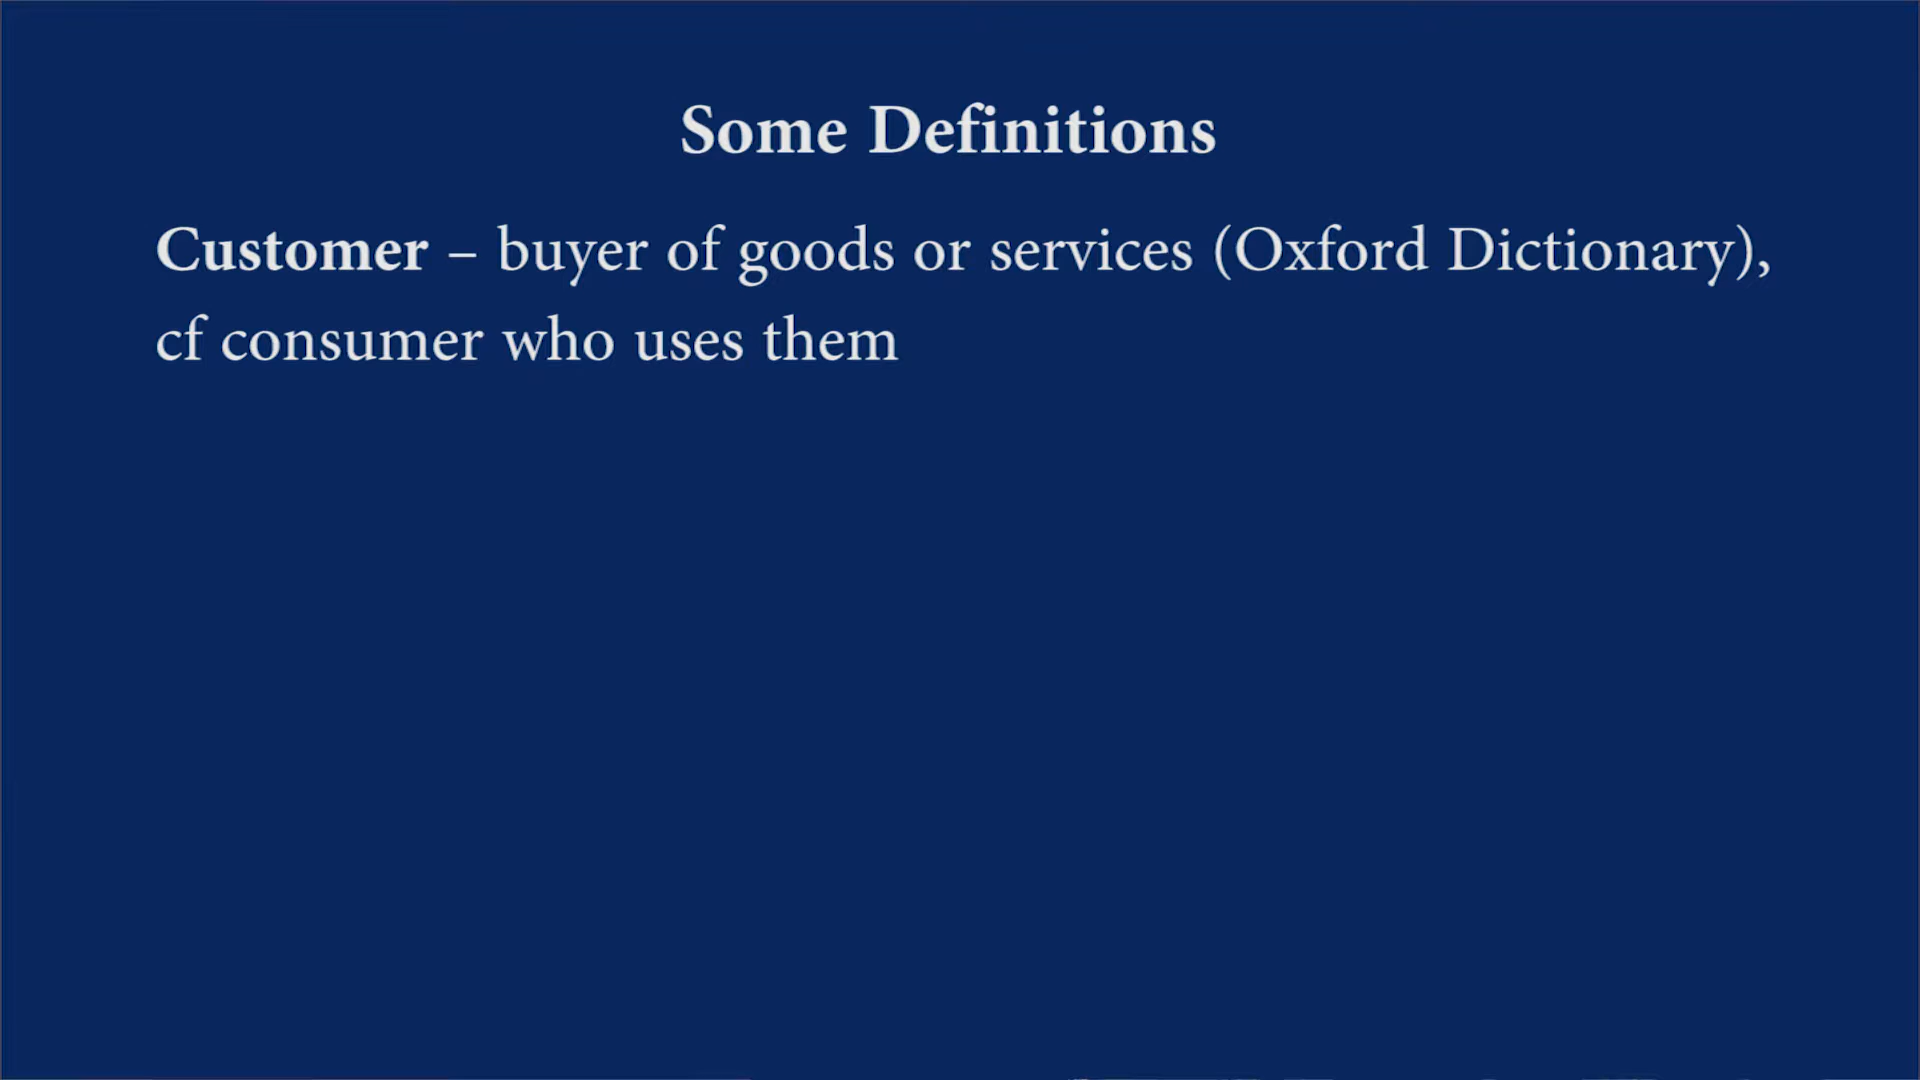 Some Definitions
Customer – buyer of goods or services (Oxford Dictionary),
cf consumer who uses them